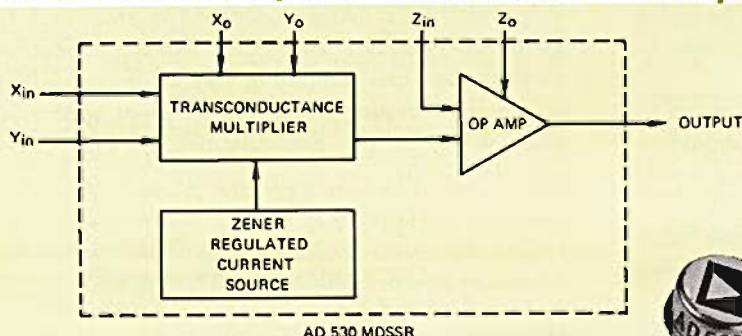 Xo Yo Zin Zo
Xin
Yin
TRANSCONDUCTANCE
MULTIPLIER
OP AMP
OUTPUT
ZENER
REGULATED
CURRENT
SOURCE
AD 530 MDSSR